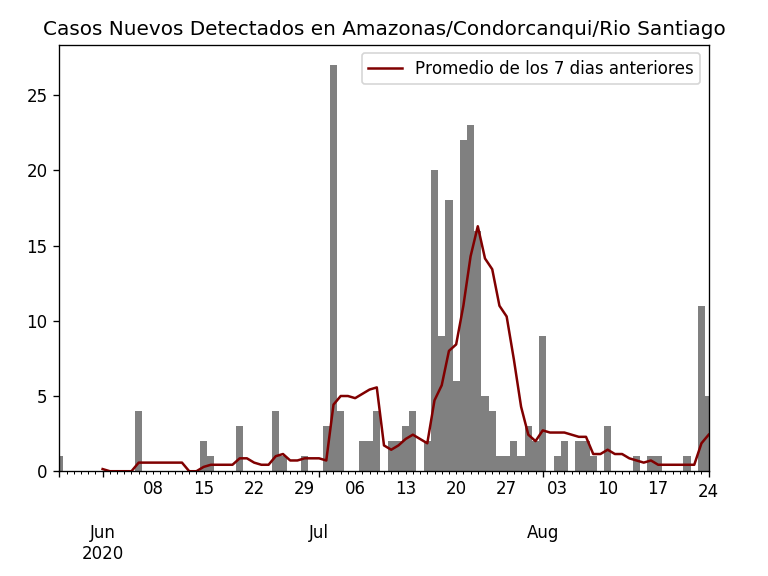 Casos Nuevos Detectados en Amazonas/Condorcanqui/Rio Santiago
Promedio de los 7 dias anteriores
25
20
15
10
5
0
08 15 22 29 06 13 20 27 03 10 17 24
Jun Jul Aug
2020